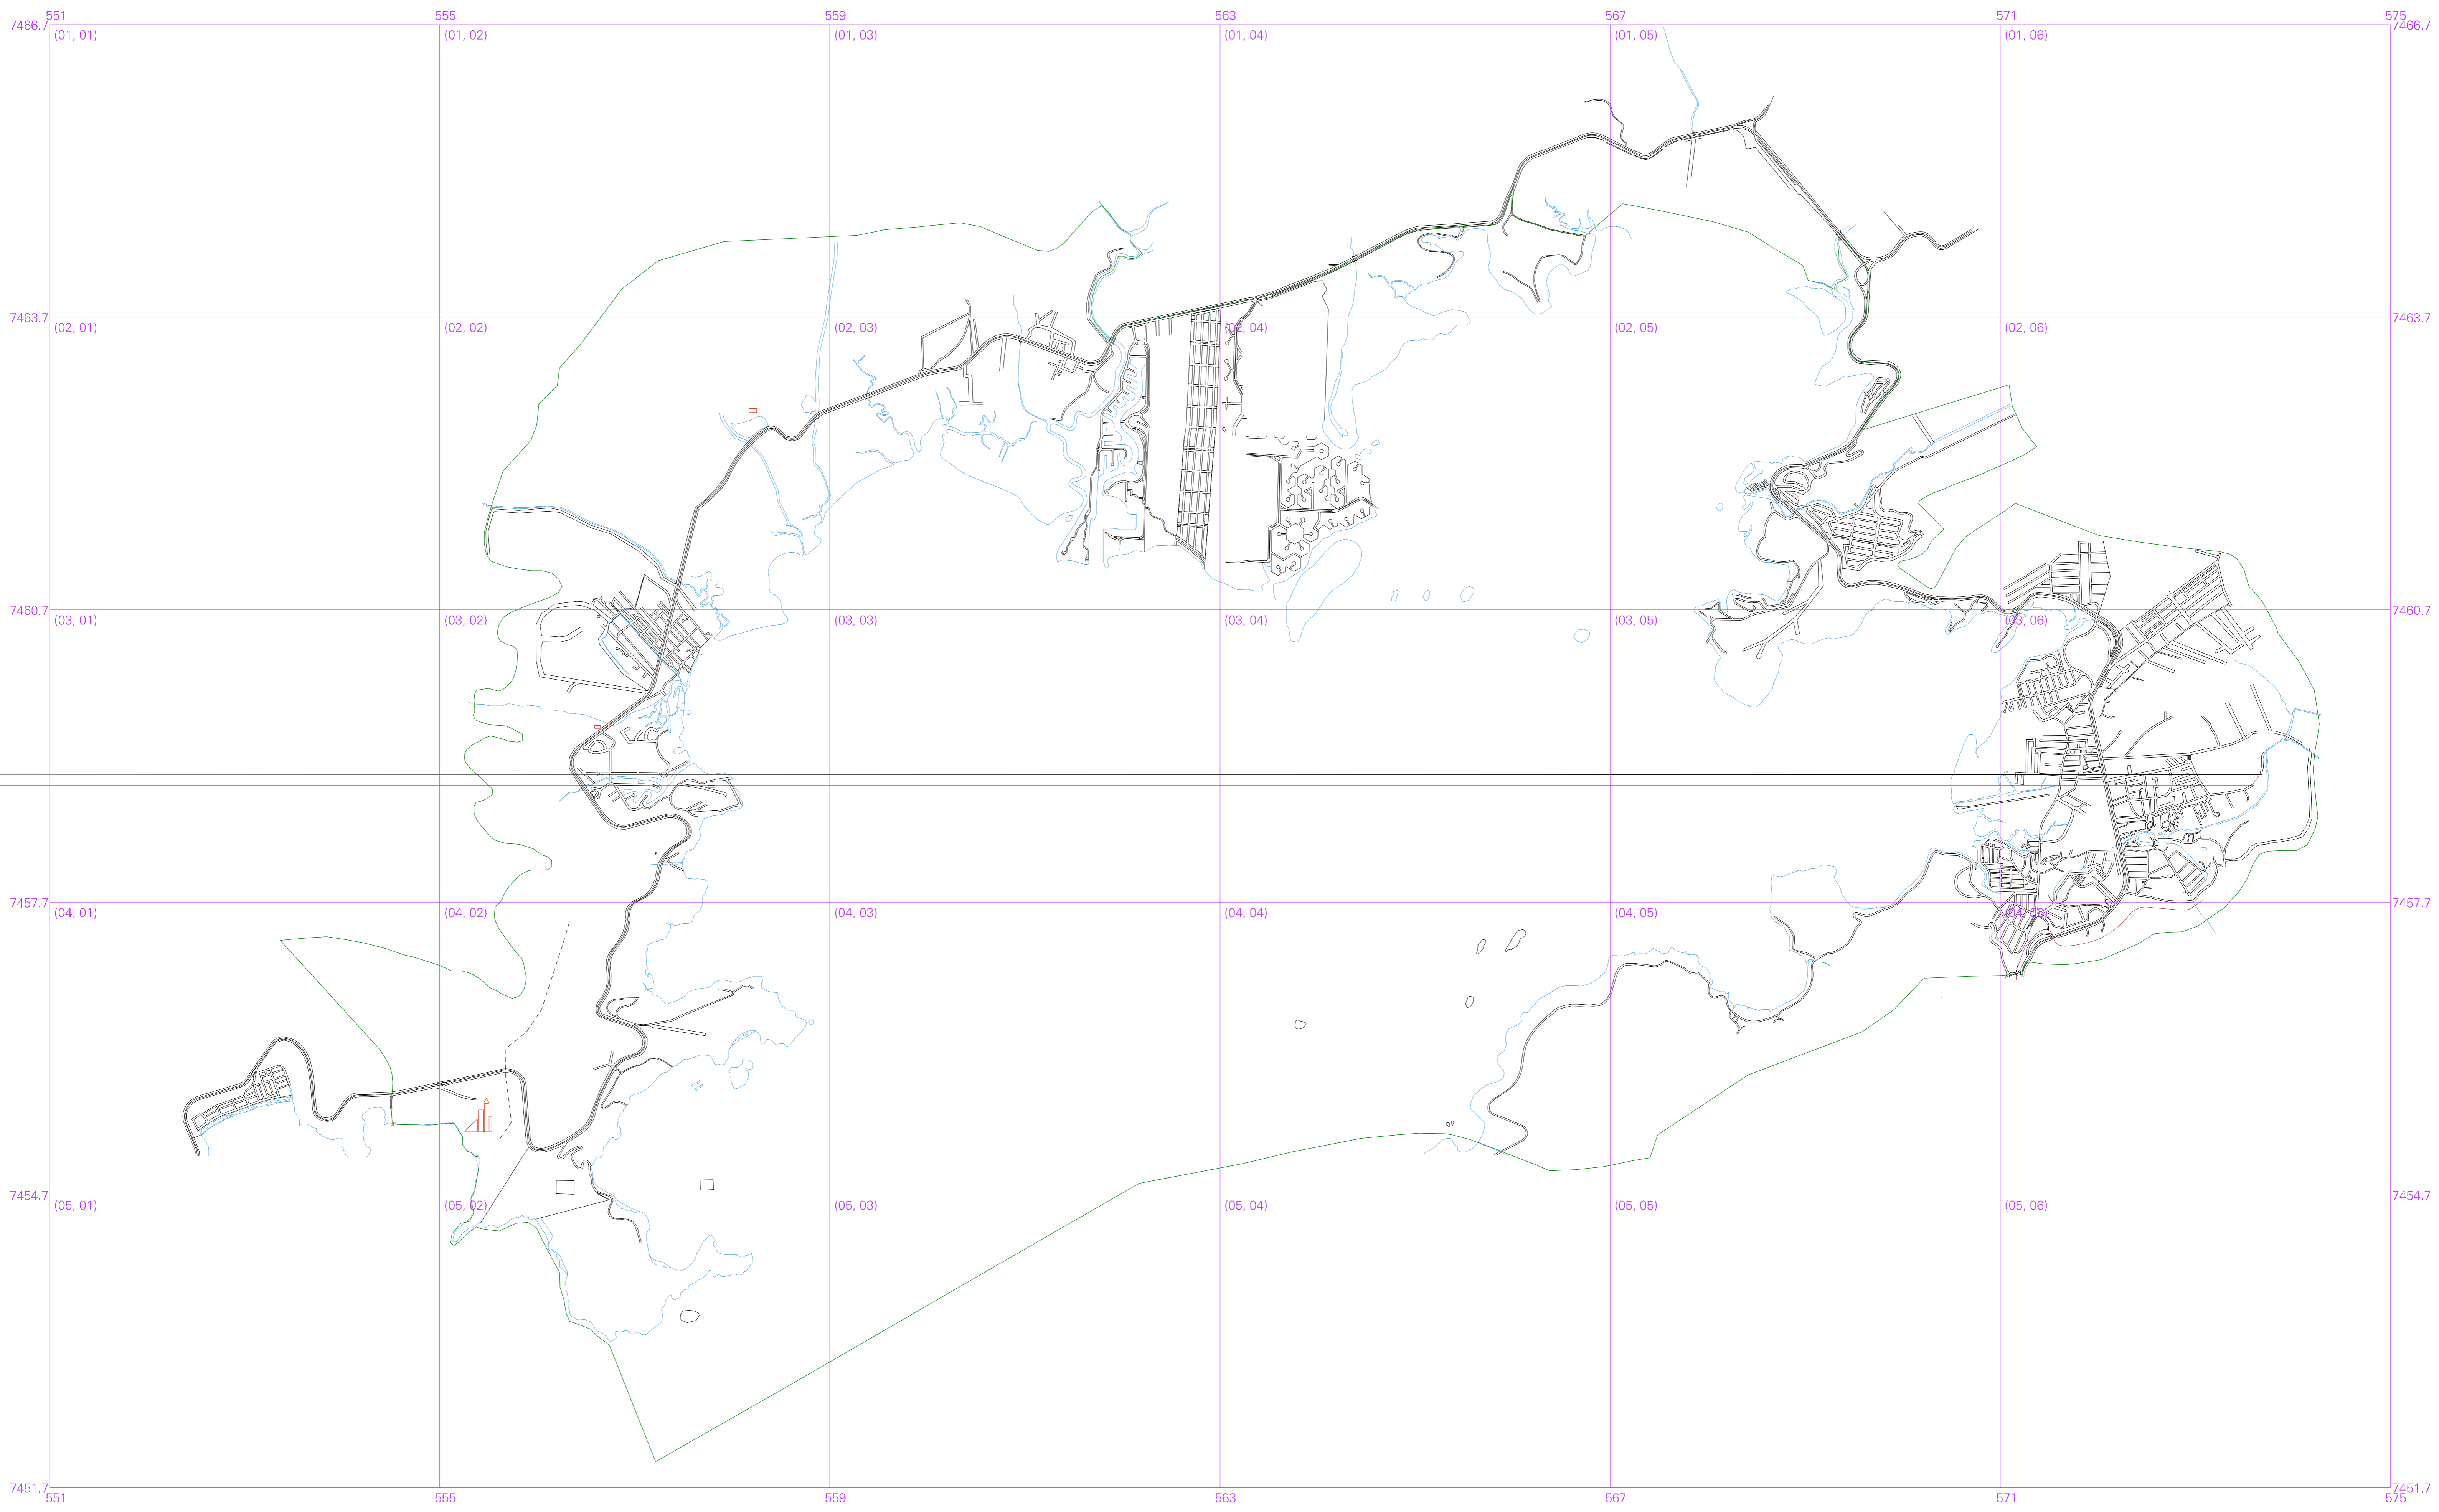 551 555 559 563 567 571 575
7466.7 7466.7
(01, 01) (01, 02) (01, 03) (01, 04) (01, 05) (01, 06)
7463.7 7463.7
(02, 01) (02, 02) (02, 03) (02, 04) (02, 05) (02, 06)
7460.7 7460.7
(03, 01) (03, 02) (03, 03) (03, 04) (03, 05) (03, 06)
7457.7 7457.7
(04, 01) (04, 02) (04, 03) (04, 04) (04, 05)
7454.7 7454.7
(05, 01) (05, 02) (05, 03) (05, 04) (05, 05) (05, 06)
7451.7 7451.7
551 555 559 563 567 571 575